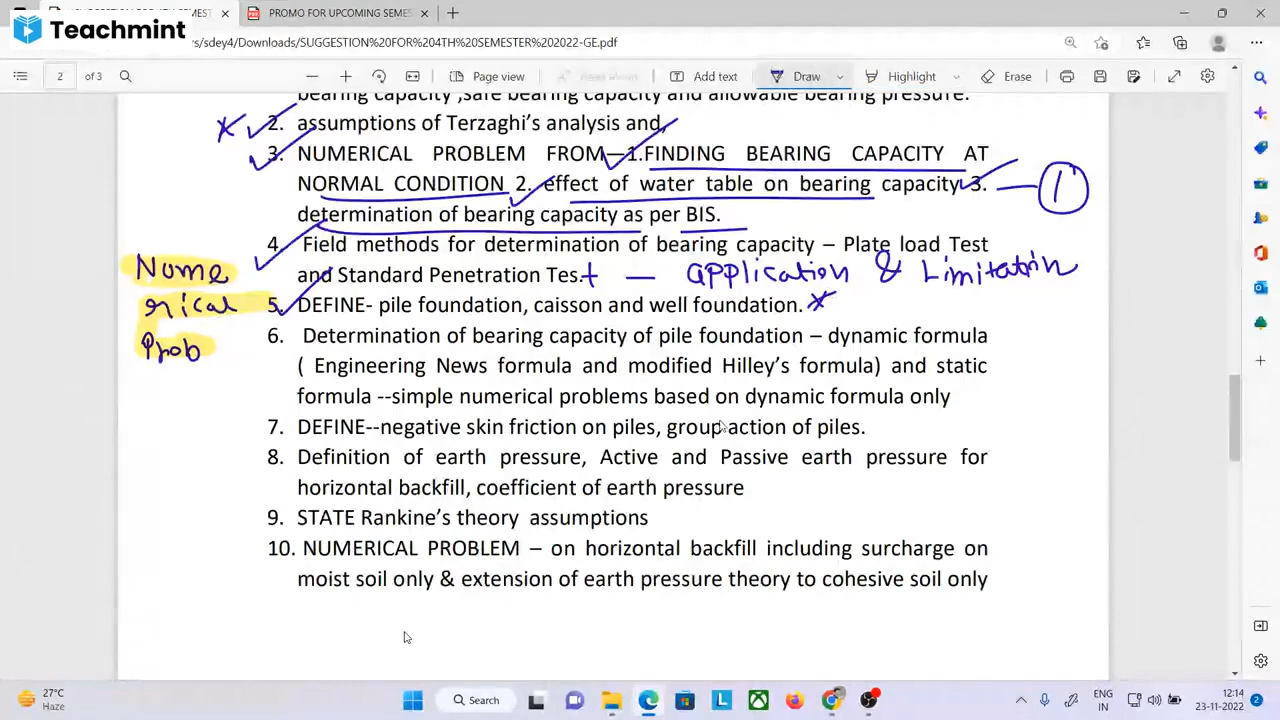 SEMEST
PROMO FOR UPCOMING SEMES
Teachmint
rs/sdey4/Downloads/SUGGESTION%20FOR%204TH%20SEMESTER%202022-GE.pdf
2 of 3
Page view
Read aloud
Add text
Draw
Highlight
Erase
bearing capacity ,safe bearing capacity and allowable bearing pressure.
2. assumptions of Terzaghi's analysis and,
3. NUMERICAL PROBLEM FROM—1.FINDING BEARING CAPACITY AT
NORMAL CONDITION 2. effect of water table on bearing capacity 3.
1
determination of bearing capacity as per BIS.
4. Field methods for determination of bearing capacity – Plate load Test
and Standard Penetration Test — application & Limitation
Nume
rical
Prob
5. DEFINE- pile foundation, caisson and well foundation.
6. Determination of bearing capacity of pile foundation – dynamic formula
( Engineering News formula and modified Hilley's formula) and static
formula --simple numerical problems based on dynamic formula only
7. DEFINE--negative skin friction on piles, group action of piles.
8. Definition of earth pressure, Active and Passive earth pressure for
horizontal backfill, coefficient of earth pressure
9. STATE Rankine's theory assumptions
10. NUMERICAL PROBLEM – on horizontal backfill including surcharge on
moist soil only & extension of earth pressure theory to cohesive soil only
27°C
Haze
Search
ENG
IN
12:14
23-11-2022
2